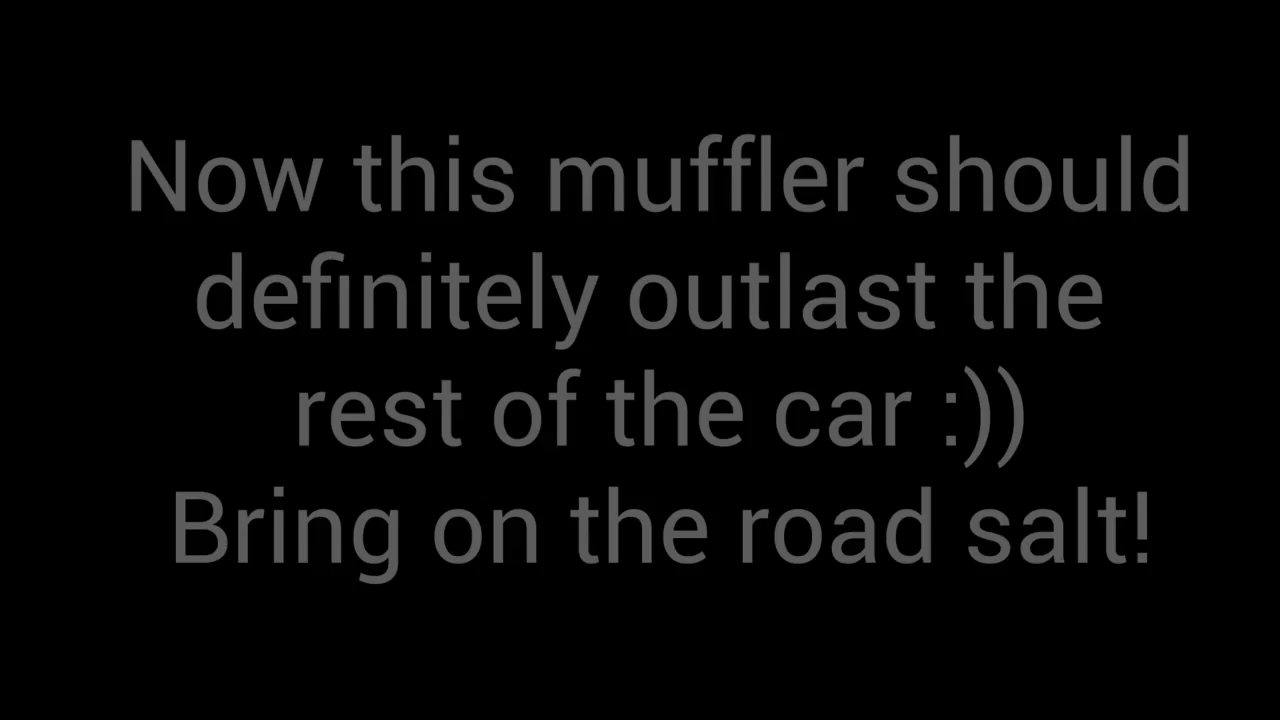 Now this muffler should
definitely outlast the
rest of the car :))
Bring on the road salt!